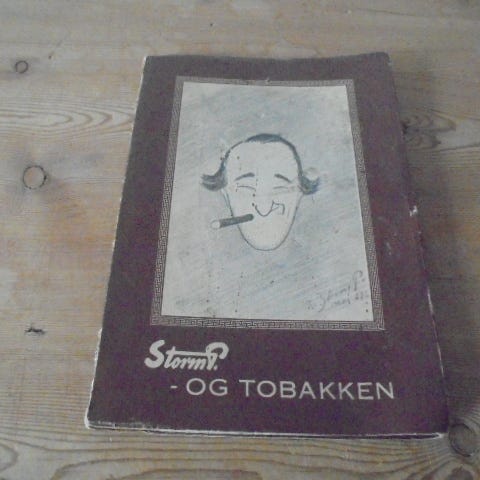 Storm P.
- OG TOBAKKEN